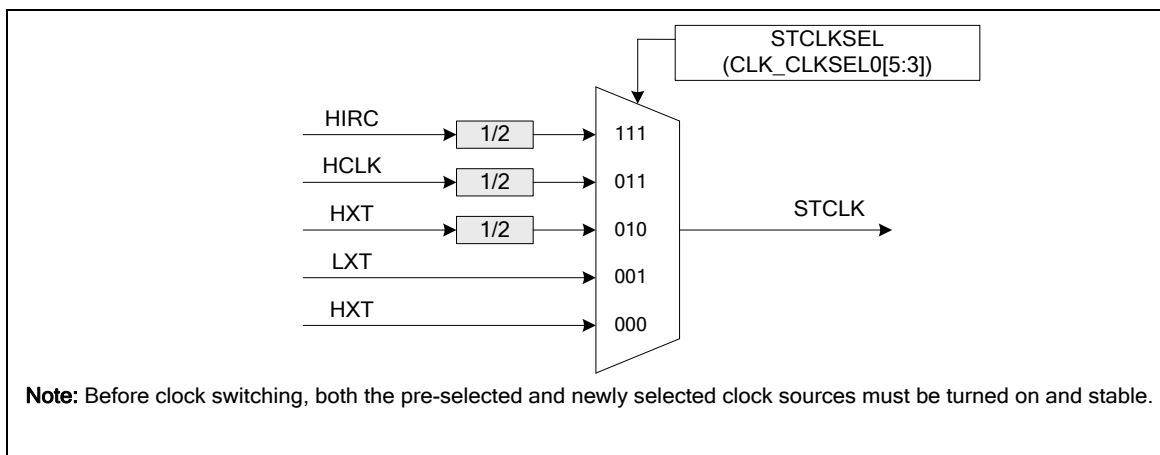 STCLKSEL
(CLK_CLKSEL0[5:3])
HIRC
1/2
111
HCLK
1/2
011
HXT
1/2
010
STCLK
LXT
001
HXT
000
Note: Before clock switching, both the pre-selected and newly selected clock sources must be turned on and stable.